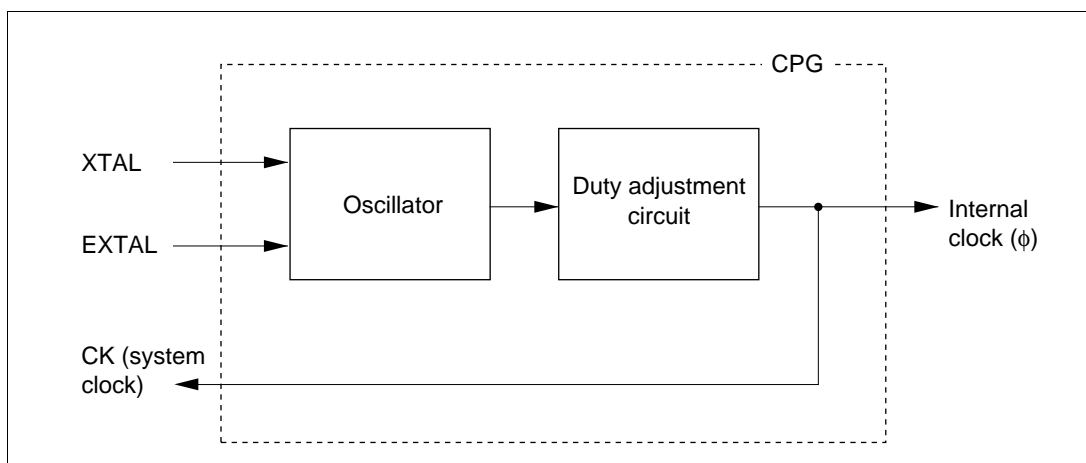 CPG
XTAL
EXTAL
Oscillator
Duty adjustment
circuit
Internal
clock (ϕ)
CK (system
clock)